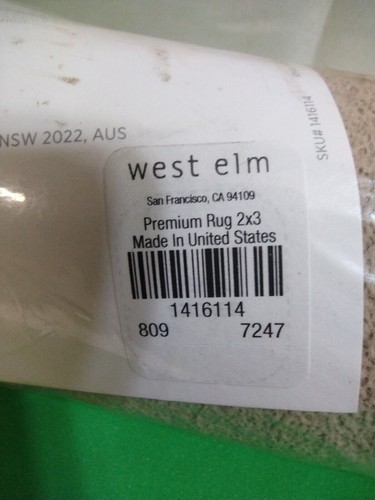 NSW 2022, AUS
SKU# 1416114
west elm
San Francisco, CA 94109
Premium Rug 2x3
Made In United States
1416114
809 7247